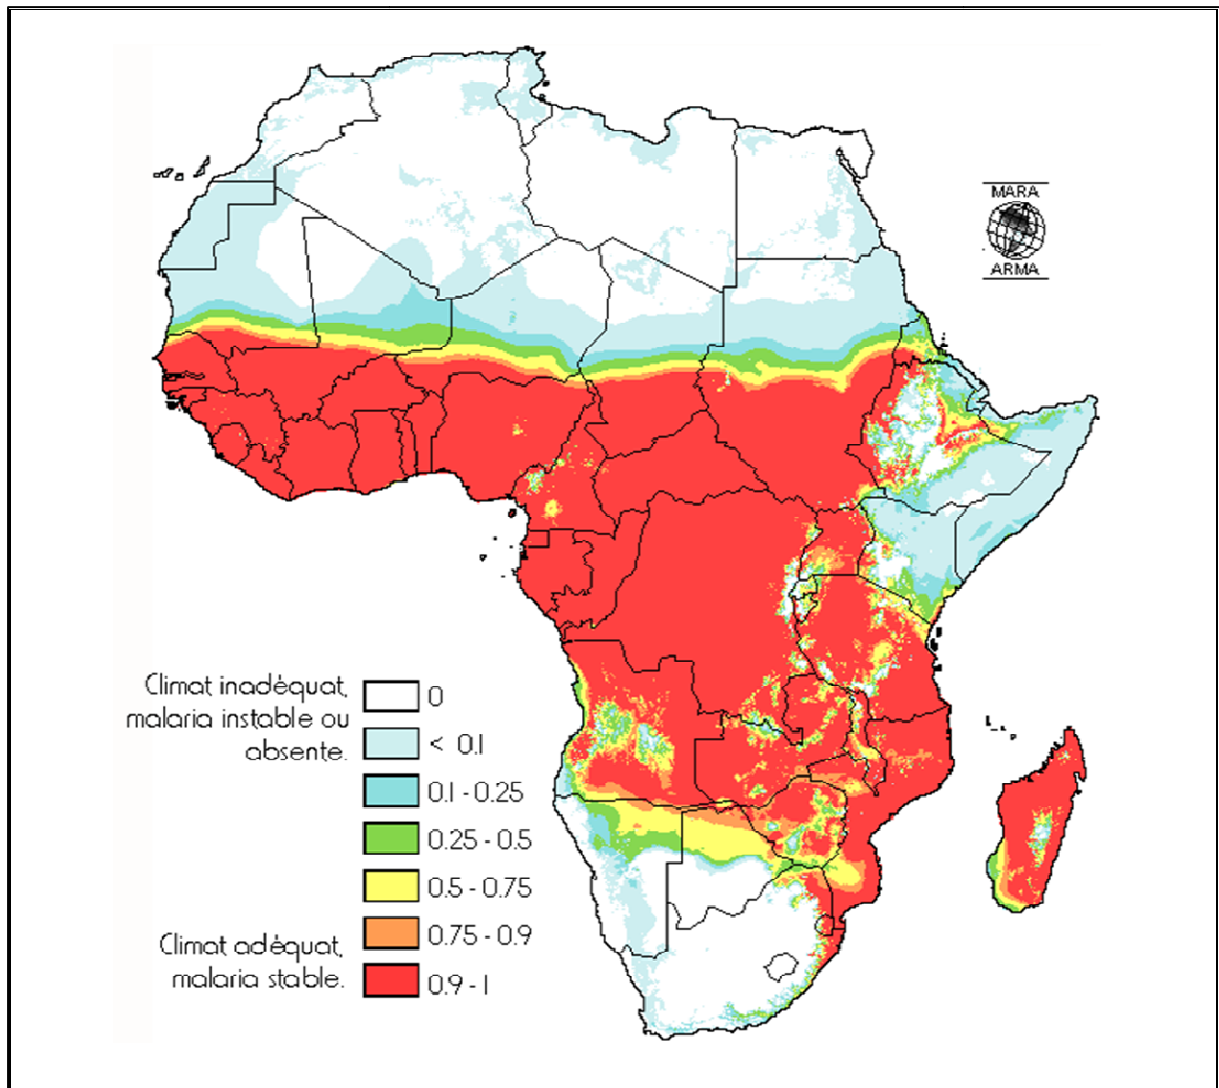 MARA
ARMA
Climat inadéquat,
malaria instable ou
absente.
0
< 0.1
0.1 - 0.25
0.25 - 0.5
0.5 - 0.75
Climat adéquat,
malaria stable.
0.75 - 0.9
0.9 - 1